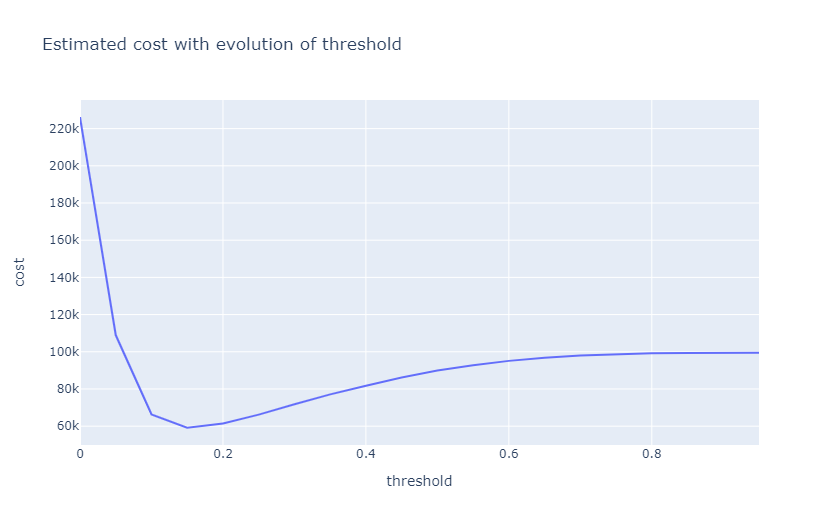 Estimated cost with evolution of threshold
220k
200k
180k
160k
140k
120k
100k
80k
60k
cost
0
0.2
0.4
0.6
0.8
threshold